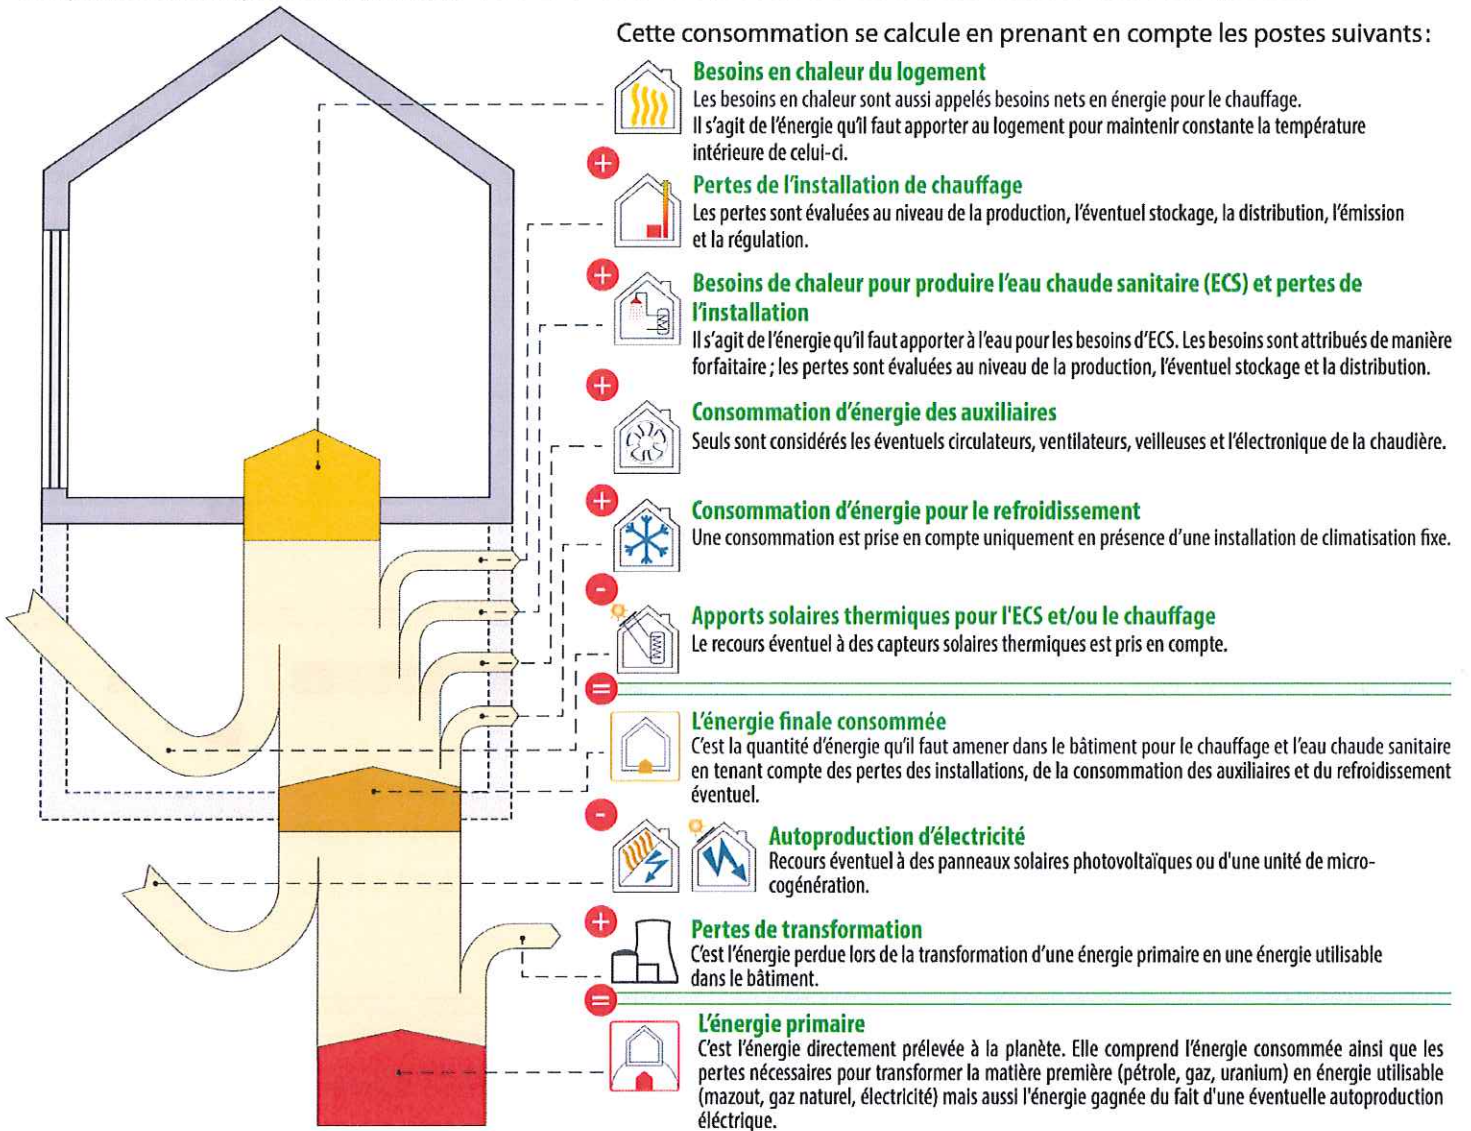 Cette consommation se calcule en prenant en compte les postes suivants :
Besoins en chaleur du logement
Les besoins en chaleur sont aussi appelés besoins nets en énergie pour le chauffage.
Il s'agit de l'énergie qu'il faut apporter au logement pour maintenir constante la température
intérieure de celui-ci.
+
Pertes de l'installation de chauffage
Les pertes sont évaluées au niveau de la production, l'éventuel stockage, la distribution, l'émission
et la régulation.
+
Besoins de chaleur pour produire l'eau chaude sanitaire (ECS) et pertes de
l'installation
Il s'agit de l'énergie qu'il faut apporter à l'eau pour les besoins d'ECS. Les besoins sont attribués de manière
forfaitaire ; les pertes sont évaluées au niveau de la production, l'éventuel stockage et la distribution.
+
Consommation d'énergie des auxiliaires
Seuls sont considérés les éventuels circulateurs, ventilateurs, veilleuses et l'électronique de la chaudière.
+
Consommation d'énergie pour le refroidissement
Une consommation est prise en compte uniquement en présence d'une installation de climatisation fixe.
-
Apports solaires thermiques pour l'ECS et/ou le chauffage
Le recours éventuel à des capteurs solaires thermiques est pris en compte.
=
L'énergie finale consommée
C'est la quantité d'énergie qu'il faut amener dans le bâtiment pour le chauffage et l'eau chaude sanitaire
en tenant compte des pertes des installations, de la consommation des auxiliaires et du refroidissement
éventuel.
-
Autoproduction d'électricité
Recours éventuel à des panneaux solaires photovoltaïques ou d'une unité de micro-
cogénération.
+
Pertes de transformation
C'est l'énergie perdue lors de la transformation d'une énergie primaire en une énergie utilisable
dans le bâtiment.
=
L'énergie primaire
C'est l'énergie directement prélevée à la planète. Elle comprend l'énergie consommée ainsi que les
pertes nécessaires pour transformer la matière première (pétrole, gaz, uranium) en énergie utilisable
(mazout, gaz naturel, électricité) mais aussi l'énergie gagnée du fait d'une éventuelle autoproduction
éléctrique.